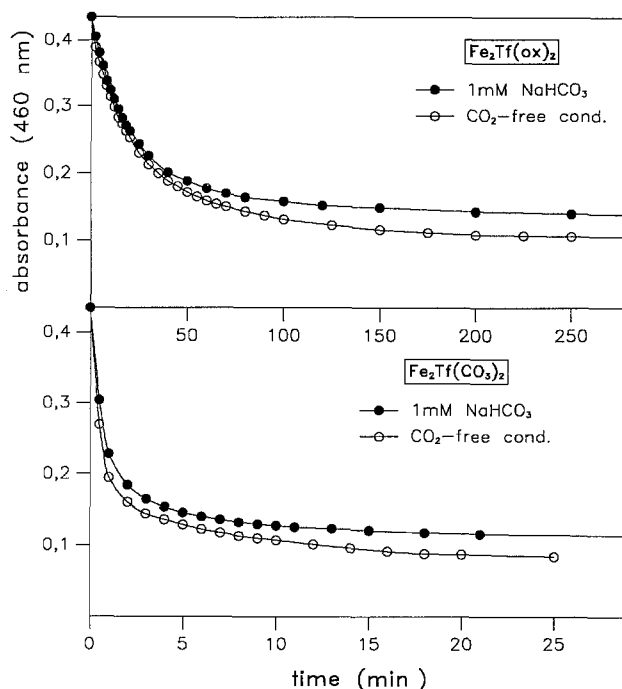 absorbance (460 nm)
0,4
0,3
0,2
0,1
Fe₂Tf(ox)₂
1mM NaHCO₃
CO₂-free cond.
50
100
150
200
250
0,4
0,3
0,2
0,1
Fe₂Tf(CO₃)₂
1mM NaHCO₃
CO₂-free cond.
0
5
10
15
20
25
time (min)